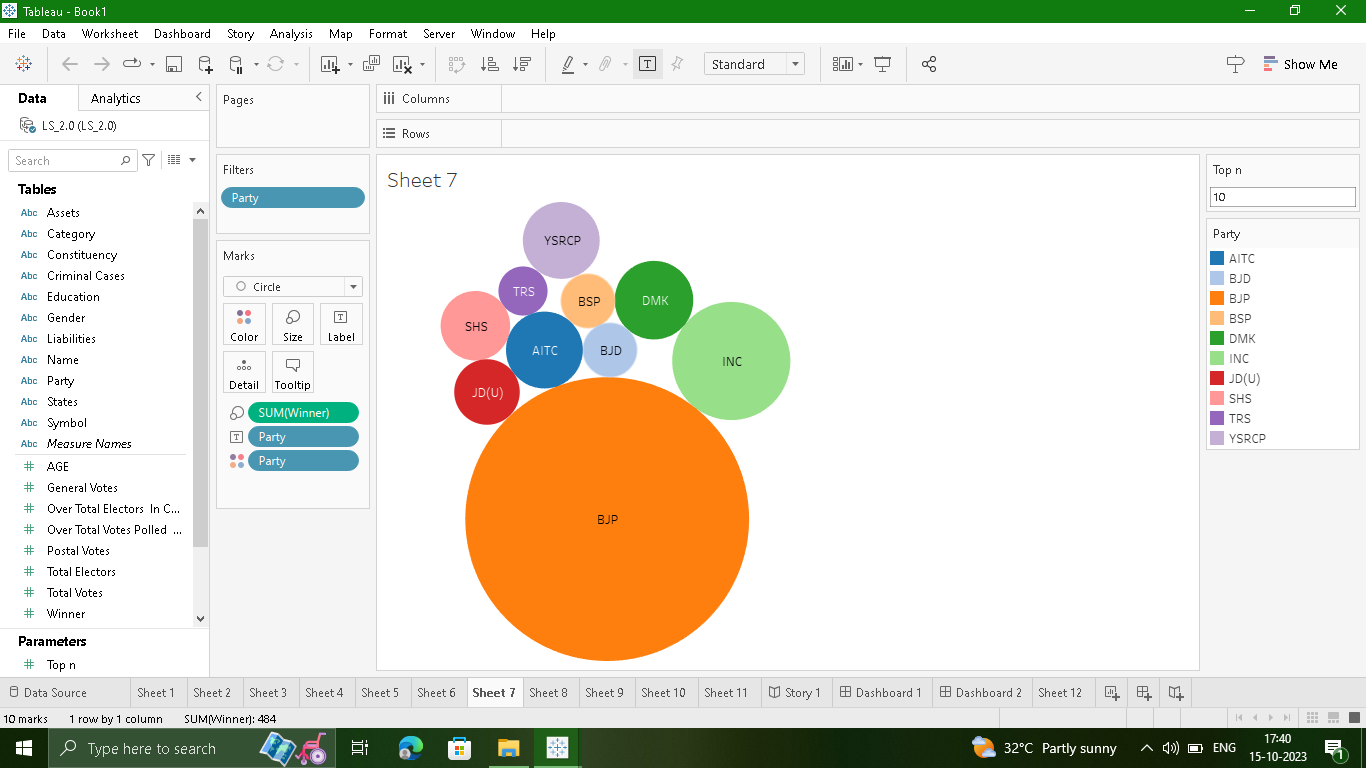 Tableau - Book1
File Data Worksheet Dashboard Story Analysis Map Format Server Window Help
Standard
Show Me
Data Analytics
LS_2.0 (LS_2.0)
Search
Tables
Abc Assets
Abc Category
Abc Constituency
Abc Criminal Cases
Abc Education
Abc Gender
Abc Liabilities
Abc Name
Abc Party
Abc States
Abc Symbol
Abc Measure Names
# AGE
# General Votes
# Over Total Electors In C...
# Over Total Votes Polled ...
# Postal Votes
# Total Electors
# Total Votes
# Winner
Parameters
# Top n
Pages
Filters
Party
Marks
Circle
Color Size Label
Detail Tooltip
SUM(Winner)
Party
Party
Columns
Rows
Sheet 7
YSRCP
TRS
BSP
DMK
SHS
AITC
BJD
INC
JD(U)
BJP
Top n
10
Party
AITC
BJD
BJP
BSP
DMK
INC
JD(U)
SHS
TRS
YSRCP
Data Source Sheet 1 Sheet 2 Sheet 3 Sheet 4 Sheet 5 Sheet 6 Sheet 7 Sheet 8 Sheet 9 Sheet 10 Sheet 11 Story 1 Dashboard 1 Dashboard 2 Sheet 12
10 marks 1 row by 1 column SUM(Winner): 484
Type here to search
32°C Partly sunny
ENG
17:40
15-10-2023
1